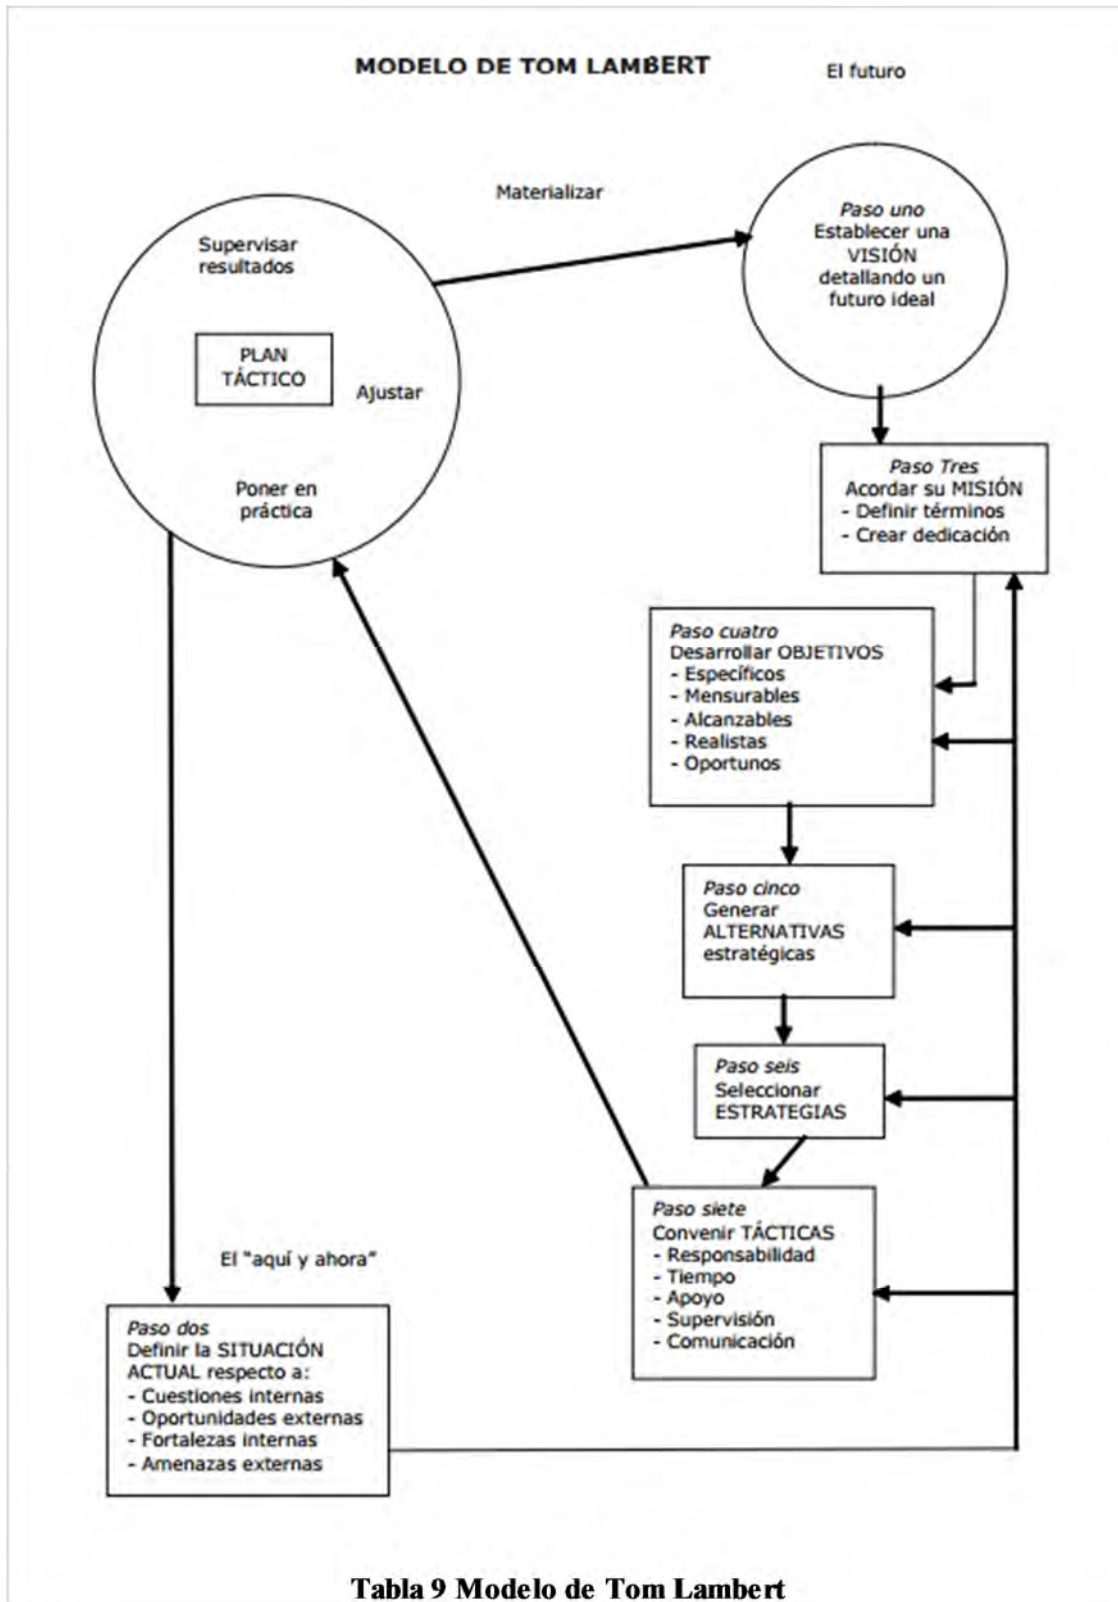 MODELO DE TOM LAMBERT
El futuro
Materializar
Supervisar
resultados
PLAN
TÁCTICO
Ajustar
Poner en
práctica
Paso uno
Establecer una
VISIÓN
detallando un
futuro ideal
Paso Tres
Acordar su MISIÓN
- Definir términos
- Crear dedicación
Paso cuatro
Desarrollar OBJETIVOS
- Específicos
- Mensurables
- Alcanzables
- Realistas
- Oportunos
Paso cinco
Generar
ALTERNATIVAS
estratégicas
Paso seis
Seleccionar
ESTRATEGIAS
Paso siete
Convenir TÁCTICAS
- Responsabilidad
- Tiempo
- Apoyo
- Supervisión
- Comunicación
El "aquí y ahora"
Paso dos
Definir la SITUACIÓN
ACTUAL respecto a:
- Cuestiones internas
- Oportunidades externas
- Fortalezas internas
- Amenazas externas
Tabla 9 Modelo de Tom Lambert